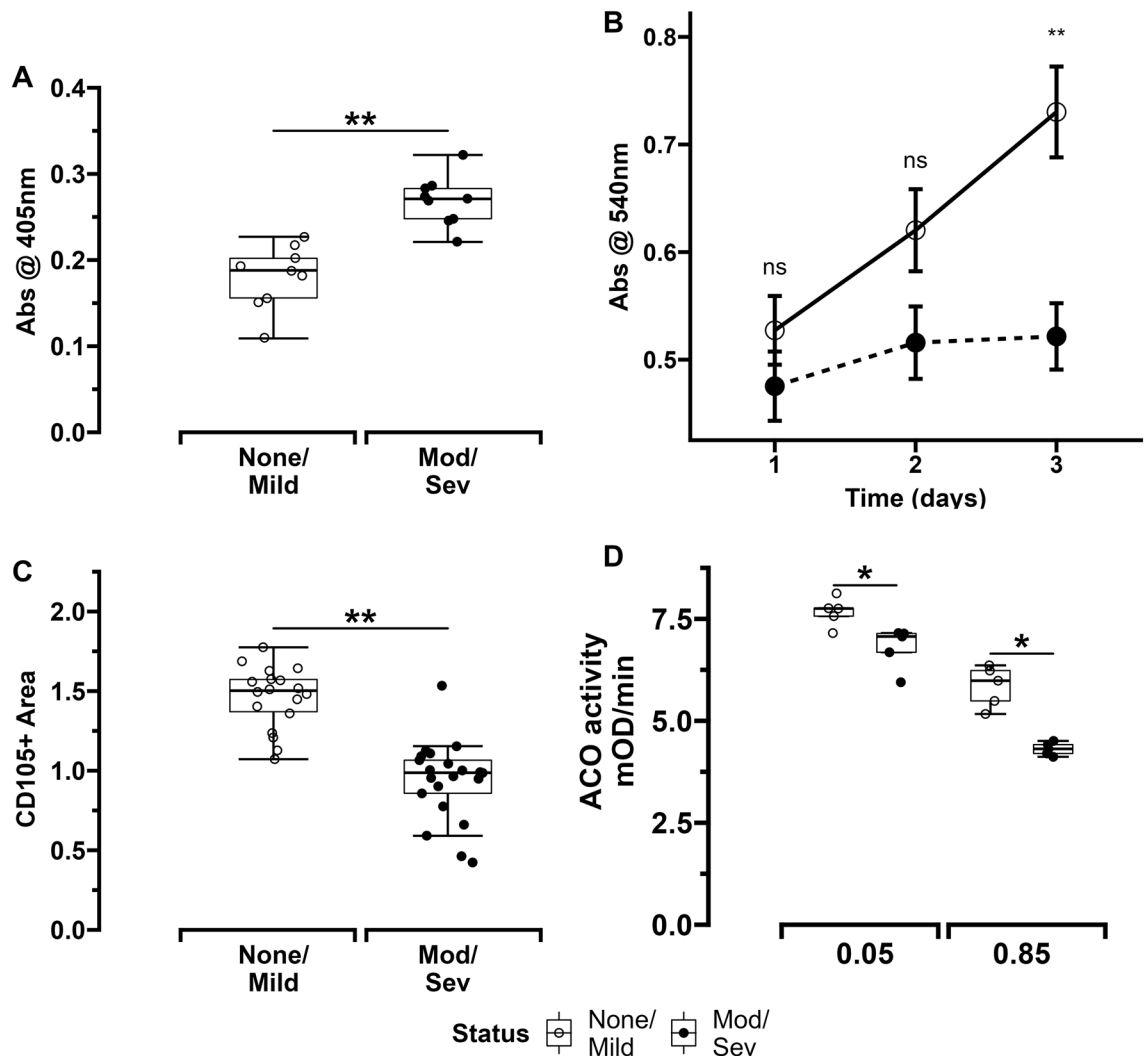 A
0.4
0.3
0.2
0.1
0.0
Abs @ 405nm
**
None/
Mild
Mod/
Sev
B
0.8
0.7
0.6
0.5
Abs @ 540nm
ns
ns
**
1
2
3
Time (days)
C
2.0
1.5
1.0
0.5
0.0
CD105+ Area
**
None/
Mild
Mod/
Sev
D
7.5
5.0
2.5
0.0
ACO activity
mOD/min
*
*
0.05
0.85
Status
None/
Mild
Mod/
Sev